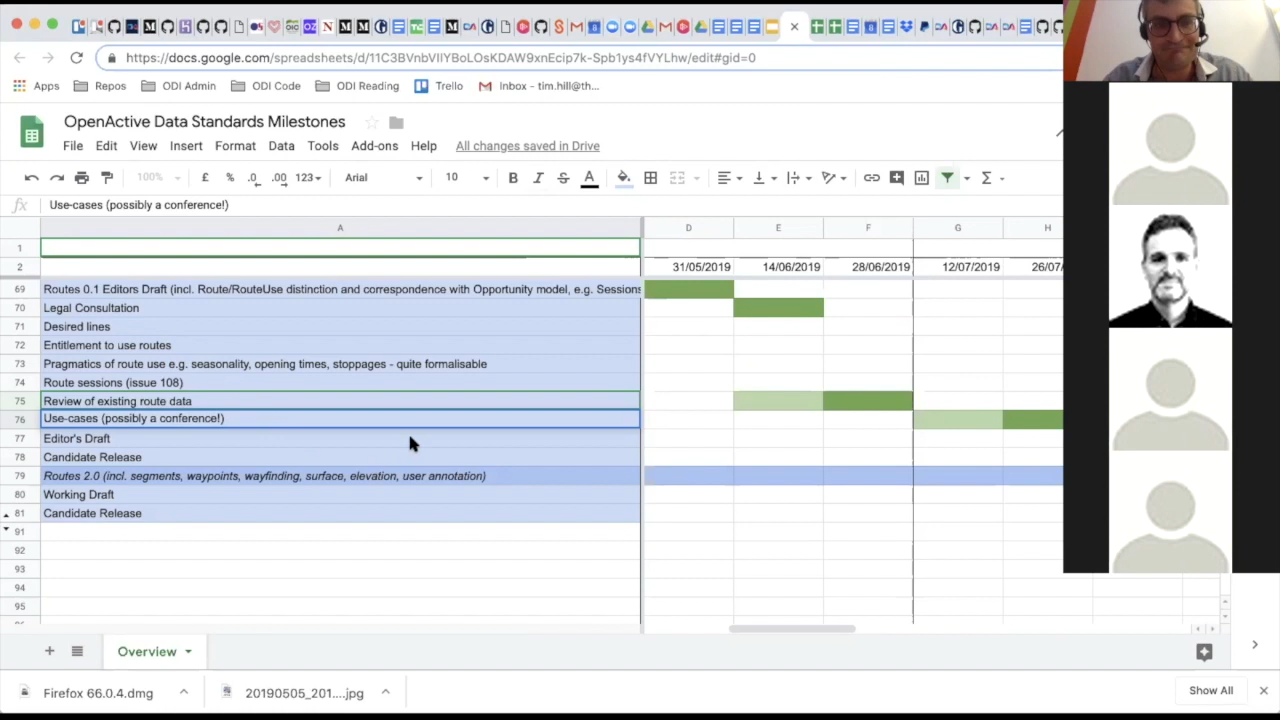 https://docs.google.com/spreadsheets/d/11C3BVnbVIIYBoLOsKDAW9xnEcip7k-Spb1ys4fVYLhw/edit#gid=0
Apps Repos ODI Admin ODI Code ODI Reading Trello Inbox - tim.hill@th...
OpenActive Data Standards Milestones
File Edit View Insert Format Data Tools Add-ons Help All changes saved in Drive
100% £ % .0 .00 123 Arial 10 B I S A Σ
fx Use-cases (possibly a conference!)
A D E F G H
1
2 31/05/2019 14/06/2019 28/06/2019 12/07/2019 26/07/
69 Routes 0.1 Editors Draft (incl. Route/RouteUse distinction and correspondence with Opportunity model, e.g. Sessions
70 Legal Consultation
71 Desired lines
72 Entitlement to use routes
73 Pragmatics of route use e.g. seasonality, opening times, stoppages - quite formalisable
74 Route sessions (issue 108)
75 Review of existing route data
76 Use-cases (possibly a conference!)
77 Editor's Draft
78 Candidate Release
79 Routes 2.0 (incl. segments, waypoints, wayfinding, surface, elevation, user annotation)
80 Working Draft
81 Candidate Release
91
92
93
94
95
Overview
Firefox 66.0.4.dmg 20190505_201....jpg Show All